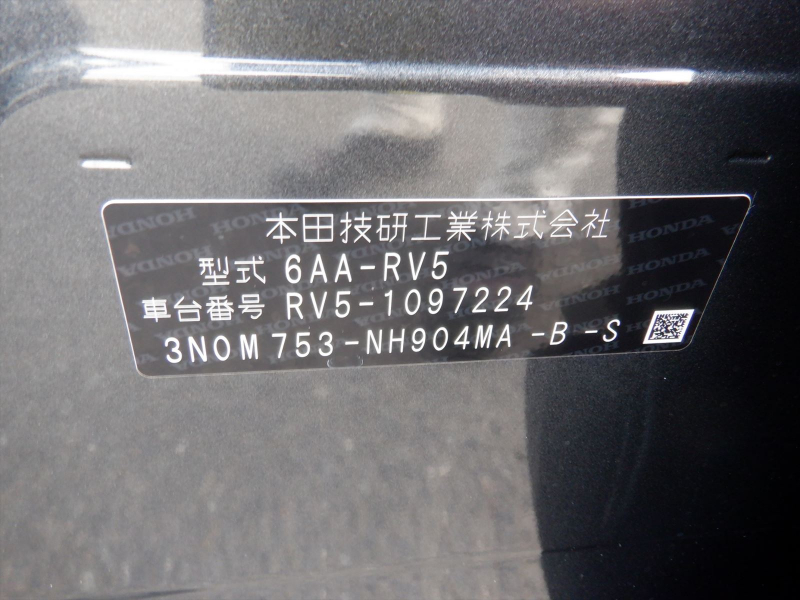 本田技研工業株式会社
型式 6AA-RV5
車台番号 RV5-1097224
3N0M 753-NH904MA -B -S